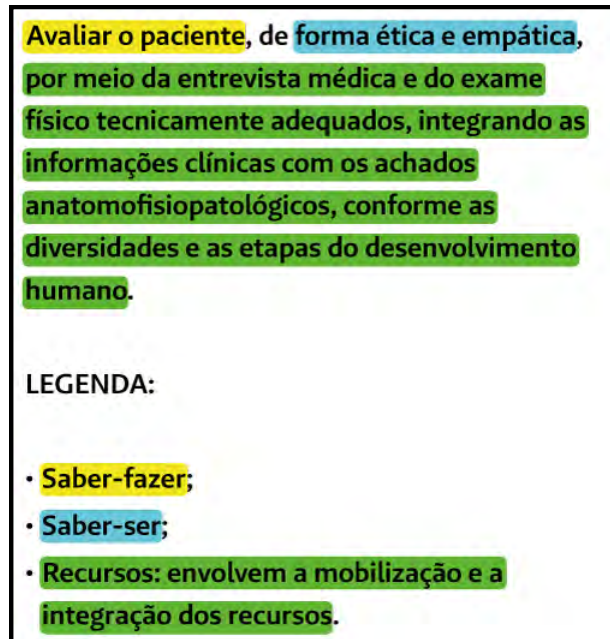 Avaliar o paciente, de forma ética e empática,
por meio da entrevista médica e do exame
físico tecnicamente adequados, integrando as
informações clínicas com os achados
anatomofisiopatológicos, conforme as
diversidades e as etapas do desenvolvimento
humano.
LEGENDA:
• Saber-fazer;
• Saber-ser;
• Recursos: envolvem a mobilização e a
integração dos recursos.